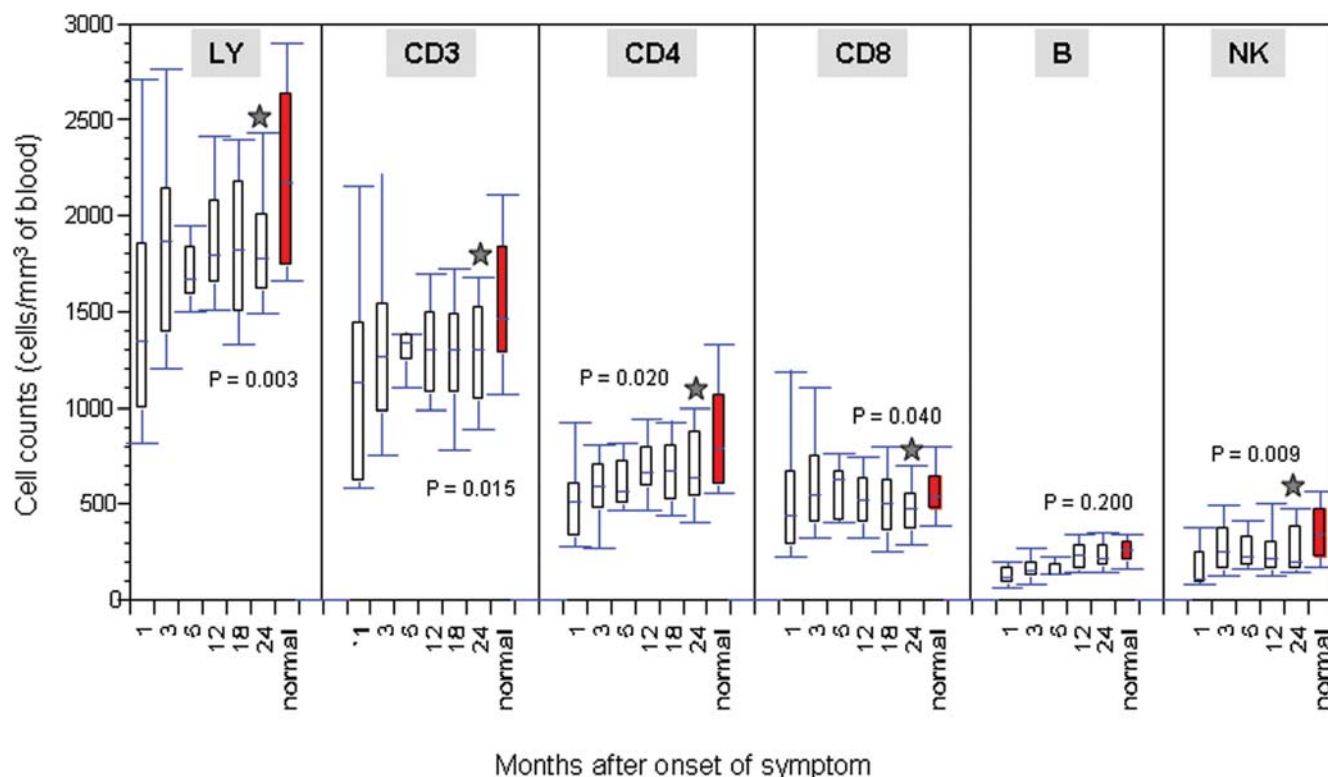 3000
2500
2000
1500
1000
500
0
Cell counts (cells/mm³ of blood)
LY
CD3
CD4
CD8
B
NK
P = 0.003
P = 0.015
P = 0.020
P = 0.040
P = 0.200
P = 0.009
1
3
6
12
18
24
normal
1
3
6
12
18
24
normal
1
3
6
12
18
24
normal
1
3
6
12
18
24
normal
1
3
6
12
24
normal
1
3
6
12
24
normal
Months after onset of symptom